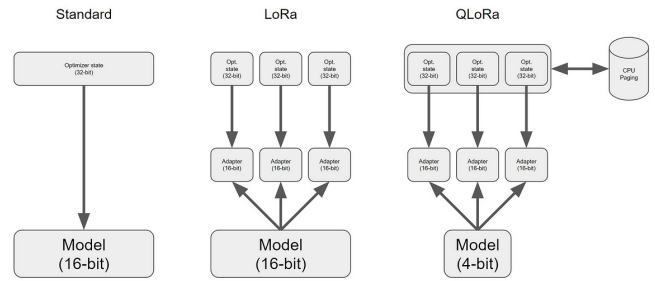 Standard
LoRa
QLoRa
Optimizer state
(32-bit)
Opt.
state
(32-bit)
Opt.
state
(32-bit)
Opt.
state
(32-bit)
Opt.
state
(32-bit)
Opt.
state
(32-bit)
Opt.
state
(32-bit)
CPU
Paging
Adapter
(16-bit)
Adapter
(16-bit)
Adapter
(16-bit)
Adapter
(16-bit)
Adapter
(16-bit)
Adapter
(16-bit)
Model
(16-bit)
Model
(16-bit)
Model
(4-bit)